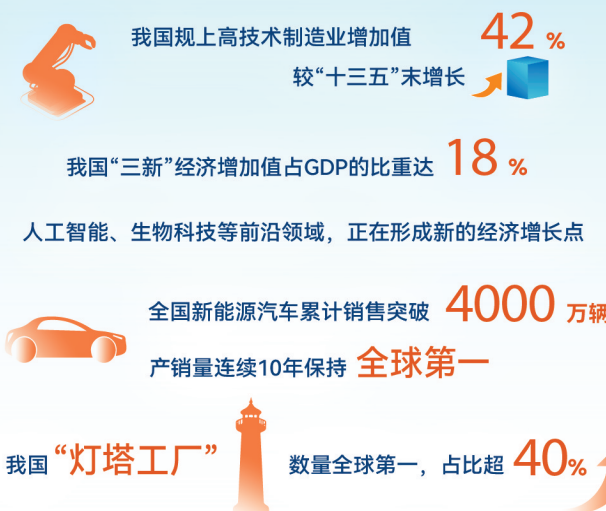 我国规上高技术制造业增加值 42 %
较“十三五”末增长
我国“三新”经济增加值占GDP的比重达 18 %
人工智能、生物科技等前沿领域，正在形成新的经济增长点
全国新能源汽车累计销售突破 4000 万辆
产销量连续10年保持 全球第一
我国“灯塔工厂” 数量全球第一，占比超 40%